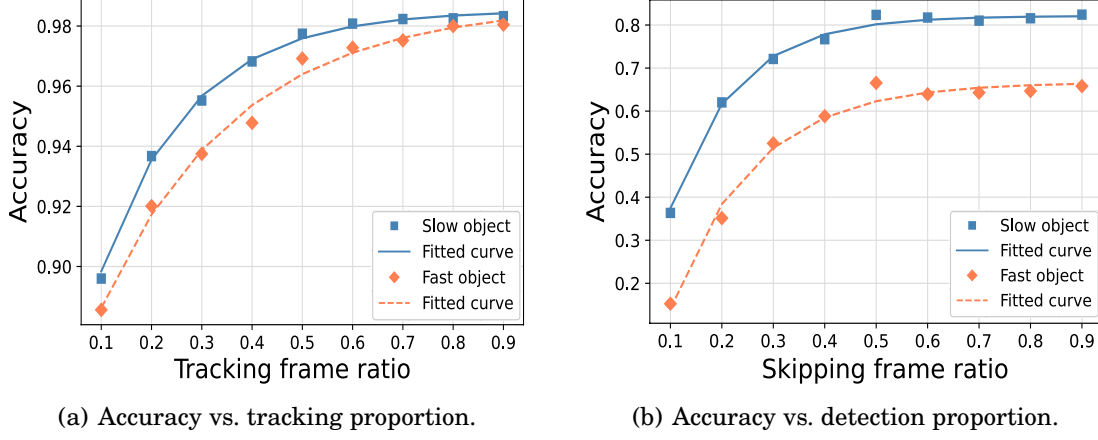 Accuracy
0.98
0.96
0.94
0.92
0.90
0.1 0.2 0.3 0.4 0.5 0.6 0.7 0.8 0.9
Tracking frame ratio
Slow object
Fitted curve
Fast object
Fitted curve
(a) Accuracy vs. tracking proportion.
Accuracy
0.8
0.7
0.6
0.5
0.4
0.3
0.2
0.1 0.2 0.3 0.4 0.5 0.6 0.7 0.8 0.9
Skipping frame ratio
Slow object
Fitted curve
Fast object
Fitted curve
(b) Accuracy vs. detection proportion.